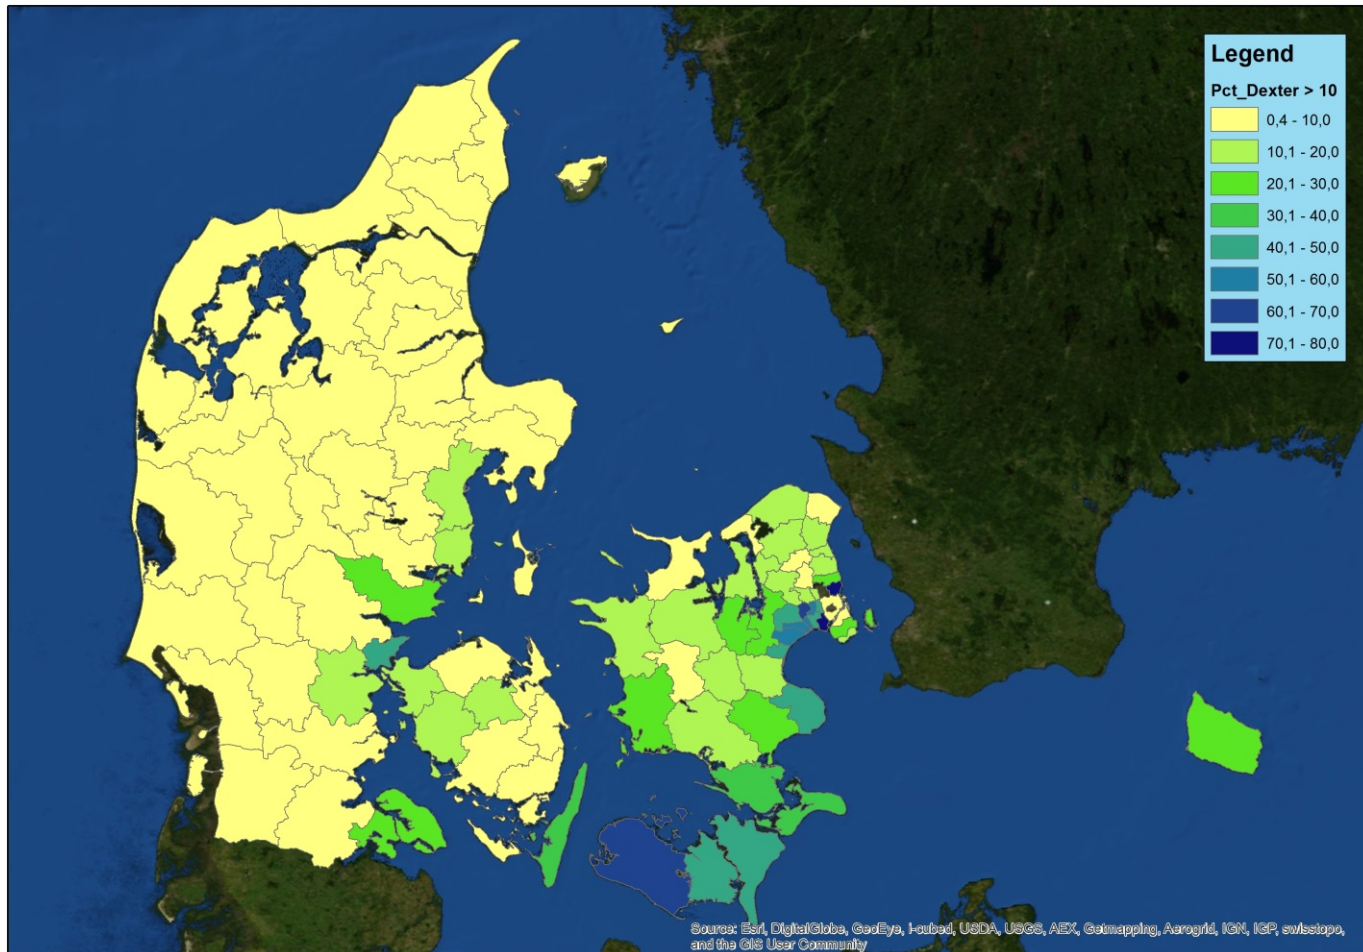 Legend
Pct_Dexter > 10
0,4 - 10,0
10,1 - 20,0
20,1 - 30,0
30,1 - 40,0
40,1 - 50,0
50,1 - 60,0
60,1 - 70,0
70,1 - 80,0
Source: Esri, DigitalGlobe, GeoEye, i-cubed, USDA, USGS, AEX, Getmapping, Aerogrid, IGN, IGP, swisstopo,
and the GIS User Community